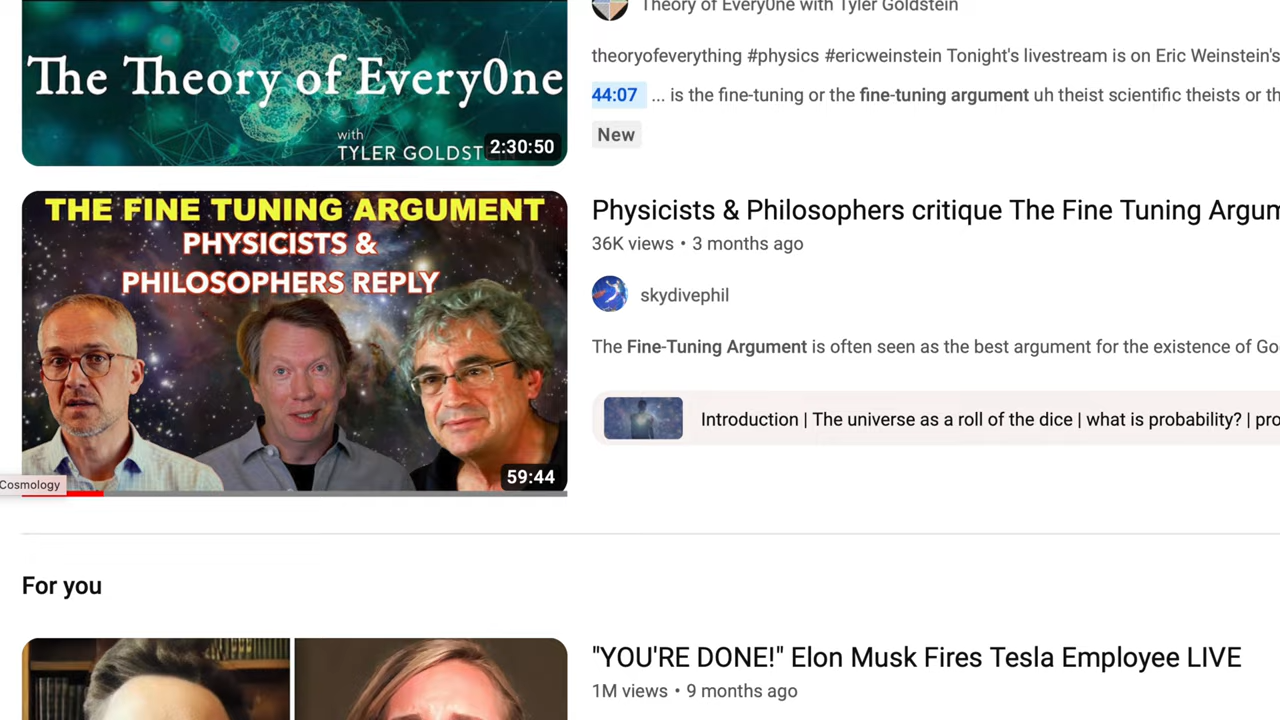 Theory of Every0ne with Tyler Goldstein
The Theory of Every0ne
with
TYLER GOLDST
2:30:50
theoryofeverything #physics #ericweinstein Tonight's livestream is on Eric Weinstein's
44:07 ... is the fine-tuning or the fine-tuning argument uh theist scientific theists or th
New
THE FINE TUNING ARGUMENT
PHYSICISTS &
PHILOSOPHERS REPLY
59:44
Cosmology
Physicists & Philosophers critique The Fine Tuning Argum
36K views • 3 months ago
skydivephil
The Fine-Tuning Argument is often seen as the best argument for the existence of Go
Introduction | The universe as a roll of the dice | what is probability? | pro
For you
"YOU'RE DONE!" Elon Musk Fires Tesla Employee LIVE
1M views • 9 months ago